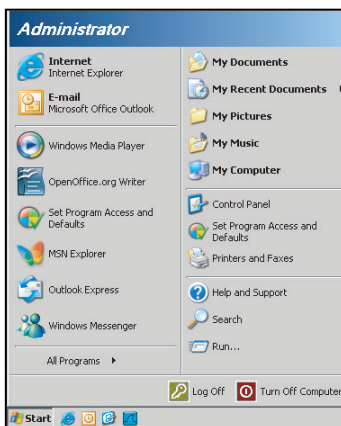 Administrator
Internet
Internet Explorer
E-mail
Microsoft Office Outlook
Windows Media Player
OpenOffice.org Writer
Set Program Access and
Defaults
MSN Explorer
Outlook Express
Windows Messenger
All Programs
My Documents
My Recent Documents
My Pictures
My Music
My Computer
Control Panel
Set Program Access and
Defaults
Printers and Faxes
Help and Support
Search
Run...
Log Off
Turn Off Computer
Start